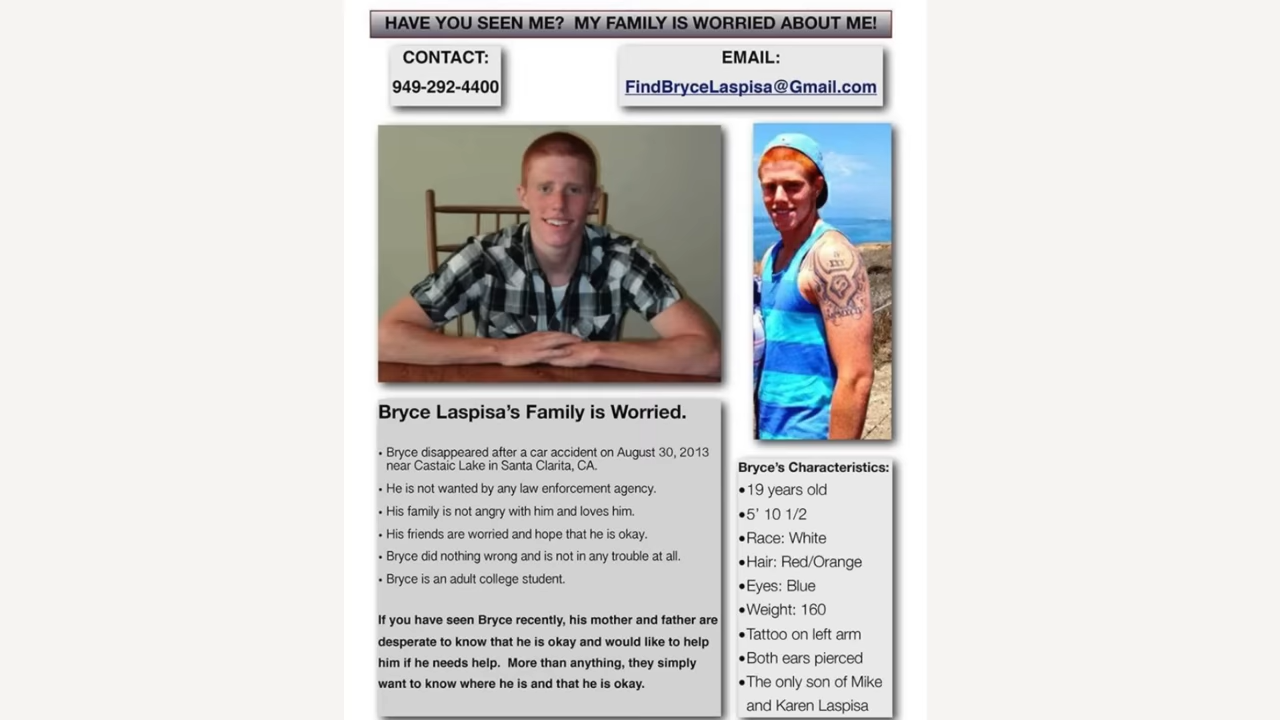 HAVE YOU SEEN ME? MY FAMILY IS WORRIED ABOUT ME!
CONTACT:
949-292-4400
EMAIL:
FindBryceLaspisa@Gmail.com
Bryce Laspisa's Family is Worried.
• Bryce disappeared after a car accident on August 30, 2013
near Castaic Lake in Santa Clarita, CA.
• He is not wanted by any law enforcement agency.
• His family is not angry with him and loves him.
• His friends are worried and hope that he is okay.
• Bryce did nothing wrong and is not in any trouble at all.
• Bryce is an adult college student.
If you have seen Bryce recently, his mother and father are
desperate to know that he is okay and would like to help
him if he needs help. More than anything, they simply
want to know where he is and that he is okay.
Bryce's Characteristics:
•19 years old
•5' 10 1/2
•Race: White
•Hair: Red/Orange
•Eyes: Blue
•Weight: 160
•Tattoo on left arm
•Both ears pierced
•The only son of Mike
and Karen Laspisa